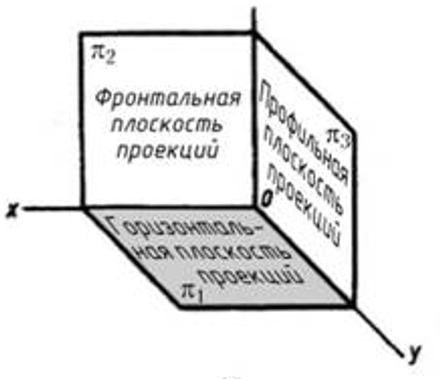 π₂
Фронтальная
плоскость
проекций
π₃
Профильная
плоскость
проекций
x
0
Горизонталь-
ная плоскость
проекций
π₁
y